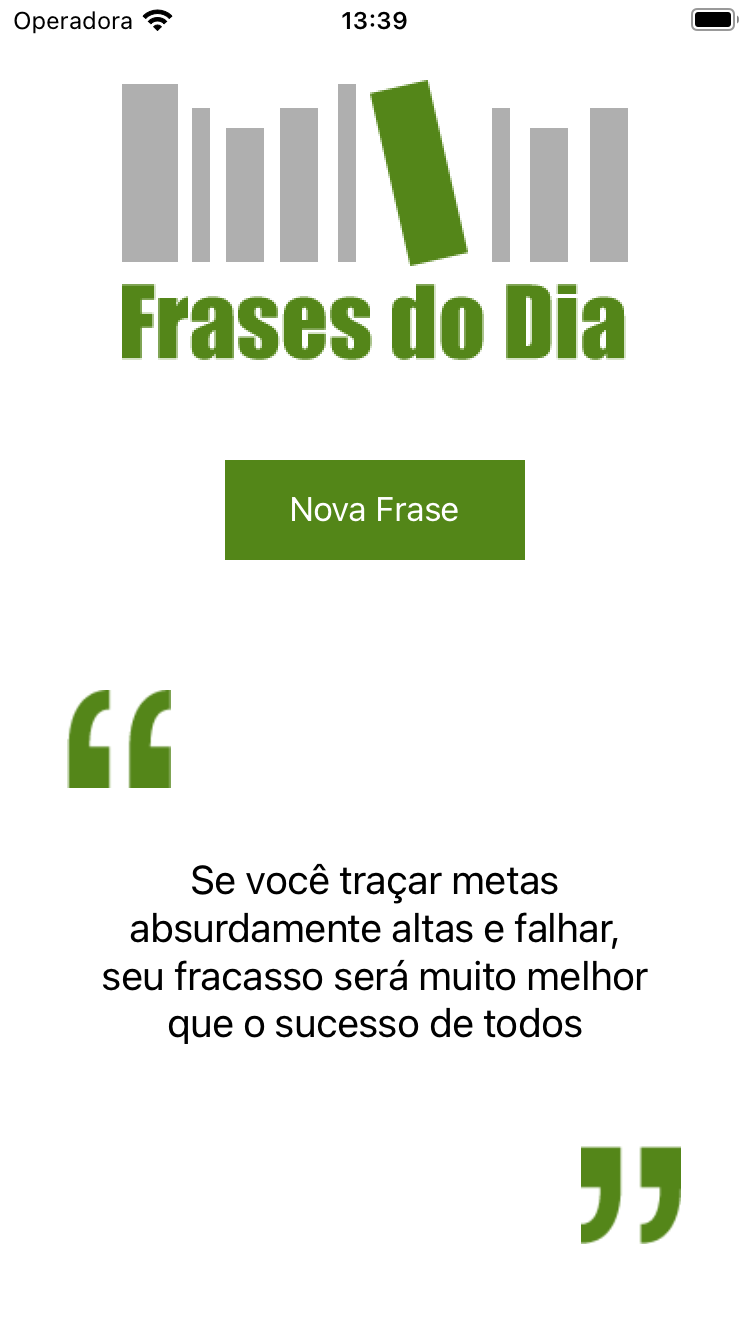 Operadora 13:39
Frases do Dia
Nova Frase
“
Se você traçar metas
absurdamente altas e falhar,
seu fracasso será muito melhor
que o sucesso de todos
”